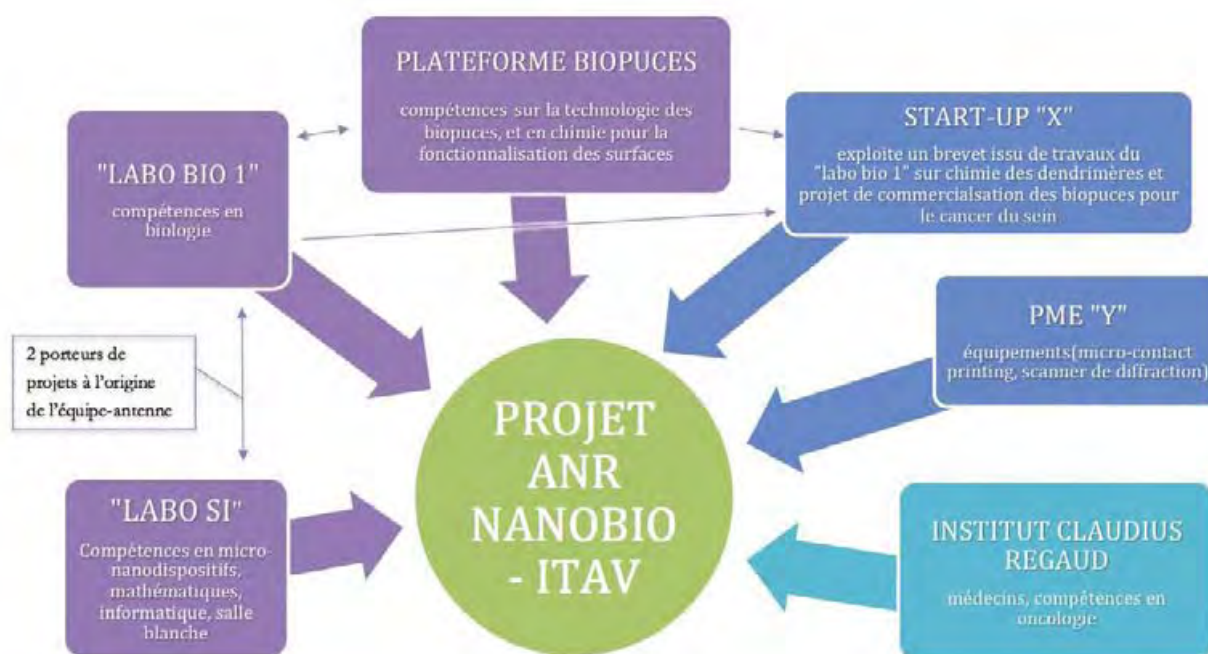 PLATEFORME BIOPUCES
compétences sur la technologie des
biopuces, et en chimie pour la
fonctionnalisation des surfaces
"LABO BIO 1"
compétences en
biologie
START-UP "X"
exploite un brevet issu de travaux du
"labo bio 1" sur chimie des dendrimères et
projet de commercialsation des biopuces pour
le cancer du sein
PME "Y"
équipements(micro-contact
printing, scanner de diffraction)
2 porteurs de
projets à l'origine
de l'équipe-antenne
PROJET
ANR
NANOBIO
- ITAV
"LABO SI"
Compétences en micro-
nanodispositifs,
mathématiques,
informatique, salle
blanche
INSTITUT CLAUDIUS
REGAUD
médecins, compétences en
oncologie